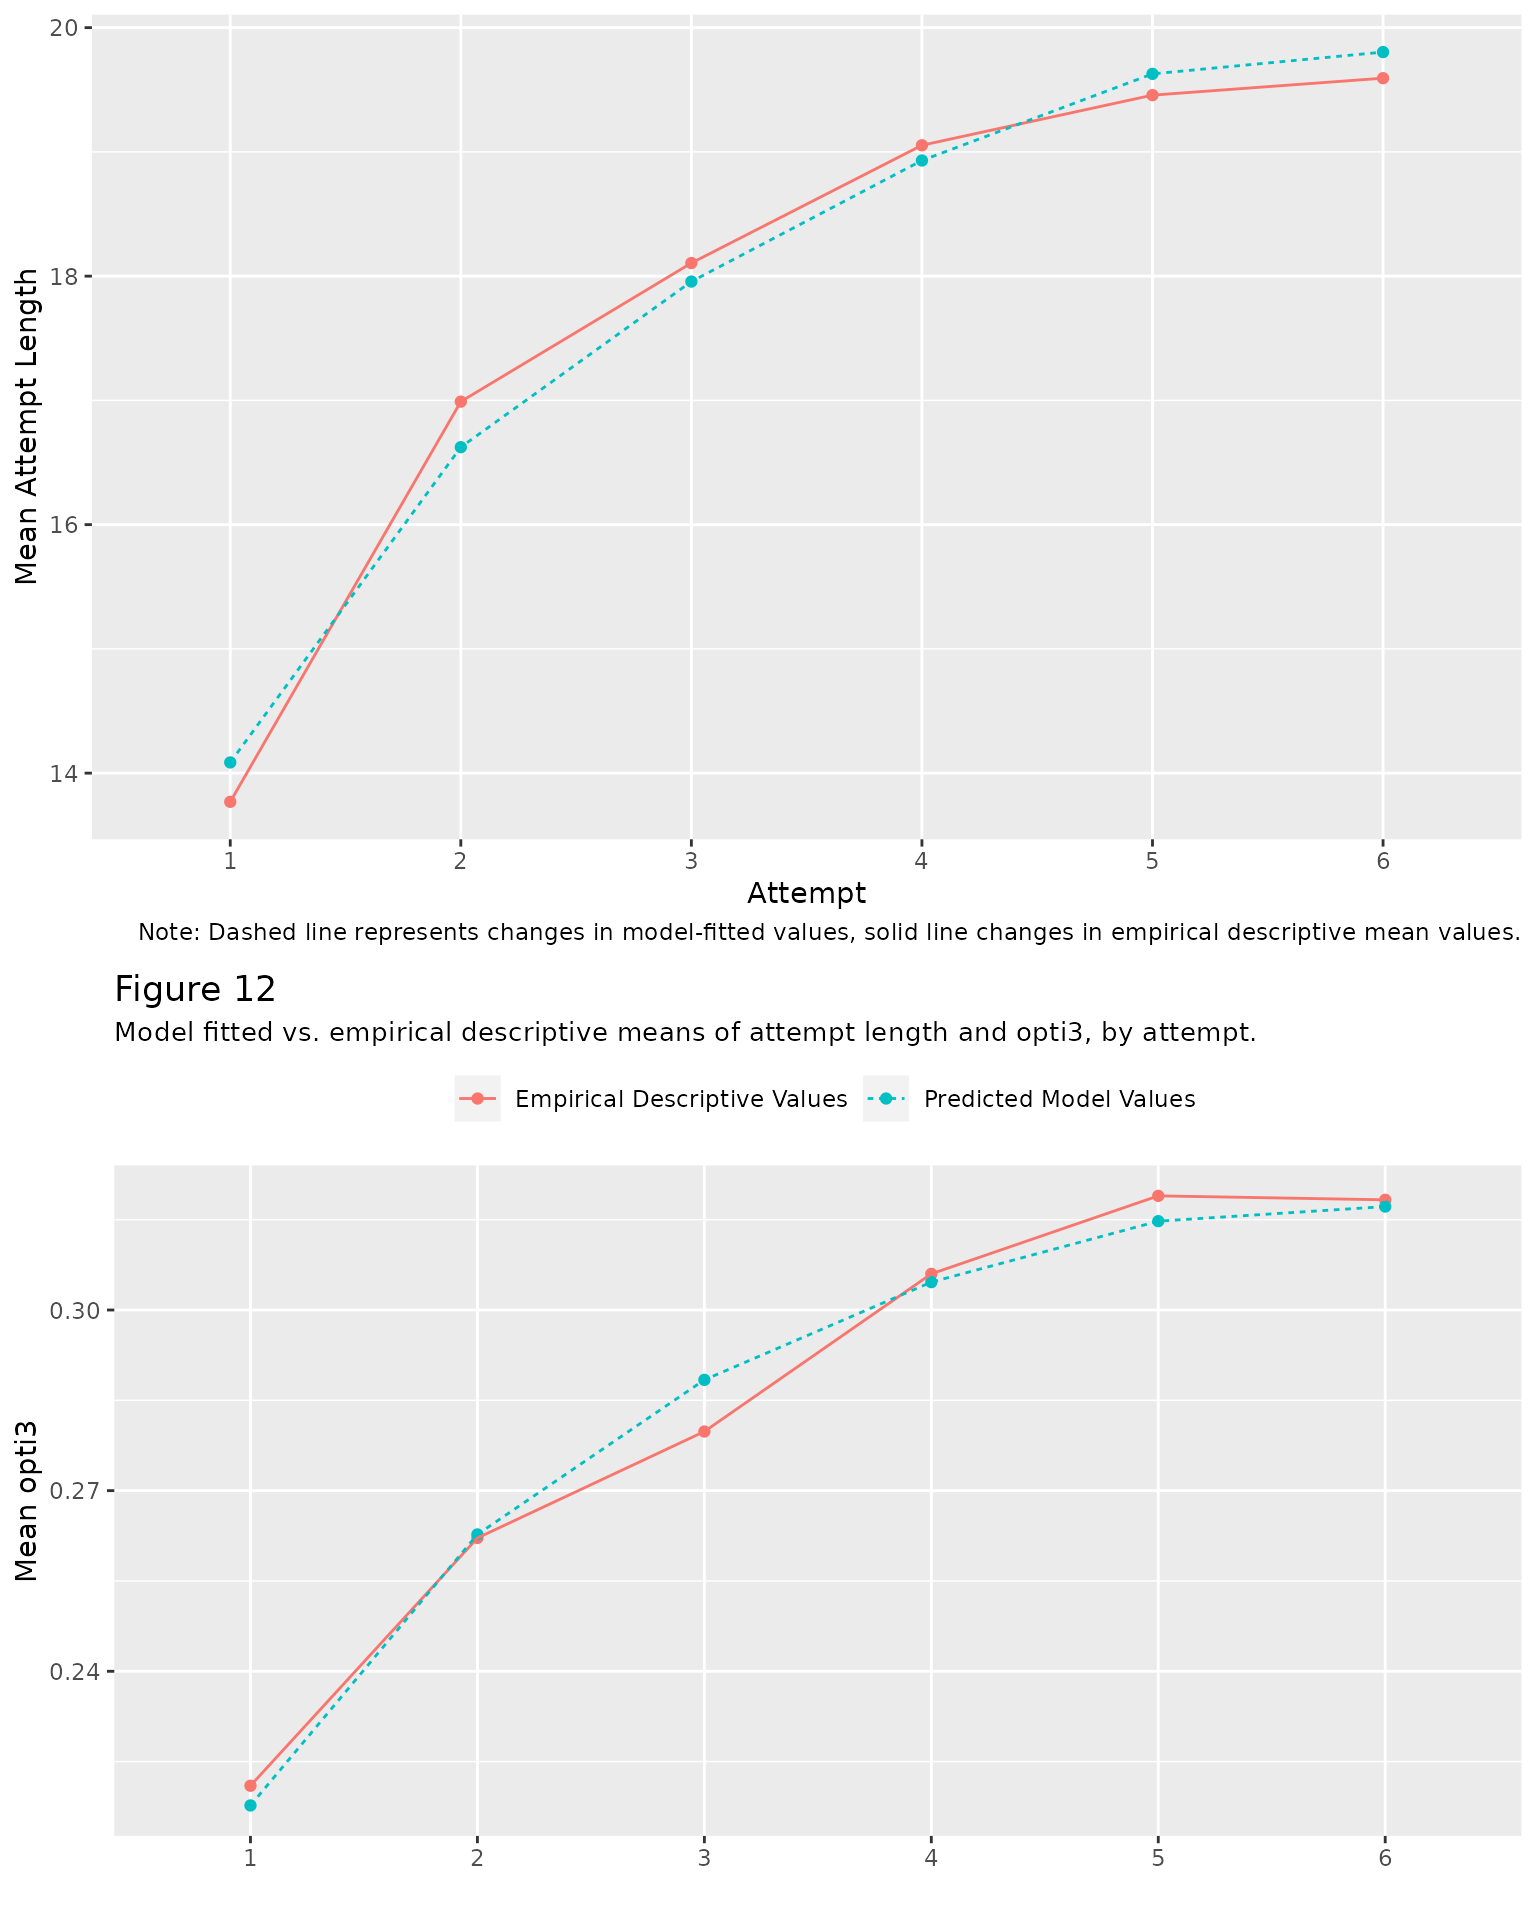 20
18
16
14
Mean Attempt Length
1 2 3 4 5 6
Attempt
Note: Dashed line represents changes in model-fitted values, solid line changes in empirical descriptive mean values.
Figure 12
Model fitted vs. empirical descriptive means of attempt length and opti3, by attempt.
Empirical Descriptive Values Predicted Model Values
0.30
0.27
0.24
Mean opti3
1 2 3 4 5 6